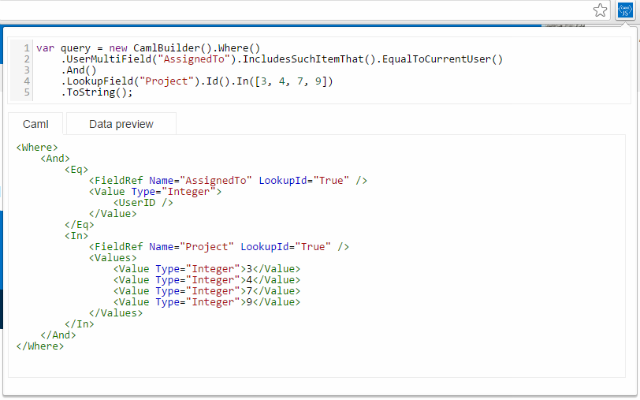 1 var query = new CamlBuilder().Where()
2 .UserMultiField("AssignedTo").IncludesSuchItemThat().EqualToCurrentUser()
3 .And()
4 .LookupField("Project").Id().In([3, 4, 7, 9])
5 .ToString();
Caml Data preview
<Where>
<And>
<Eq>
<FieldRef Name="AssignedTo" LookupId="True" />
<Value Type="Integer">
<UserID />
</Value>
</Eq>
<In>
<FieldRef Name="Project" LookupId="True" />
<Values>
<Value Type="Integer">3</Value>
<Value Type="Integer">4</Value>
<Value Type="Integer">7</Value>
<Value Type="Integer">9</Value>
</Values>
</In>
</And>
</Where>